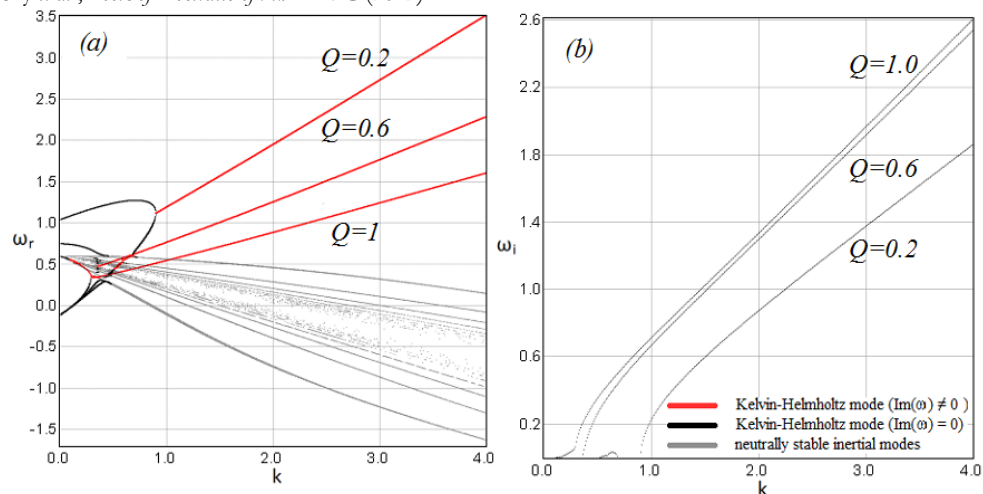 (a)
3.5
3.0
2.5
2.0
1.5
1.0
ωr
0.5
0.0
-0.5
-1.0
-1.5
Q=0.2
Q=0.6
Q=1
0.0 1.0 2.0 3.0 4.0
k
(b)
2.6
2.2
1.8
1.4
ωi
1.0
0.6
0.2
Q=1.0
Q=0.6
Q=0.2
Kelvin-Helmholtz mode (Im(ω) ≠ 0 )
Kelvin-Helmholtz mode (Im(ω) = 0)
neutrally stable inertial modes
0.0 1.0 2.0 3.0 4.0
k